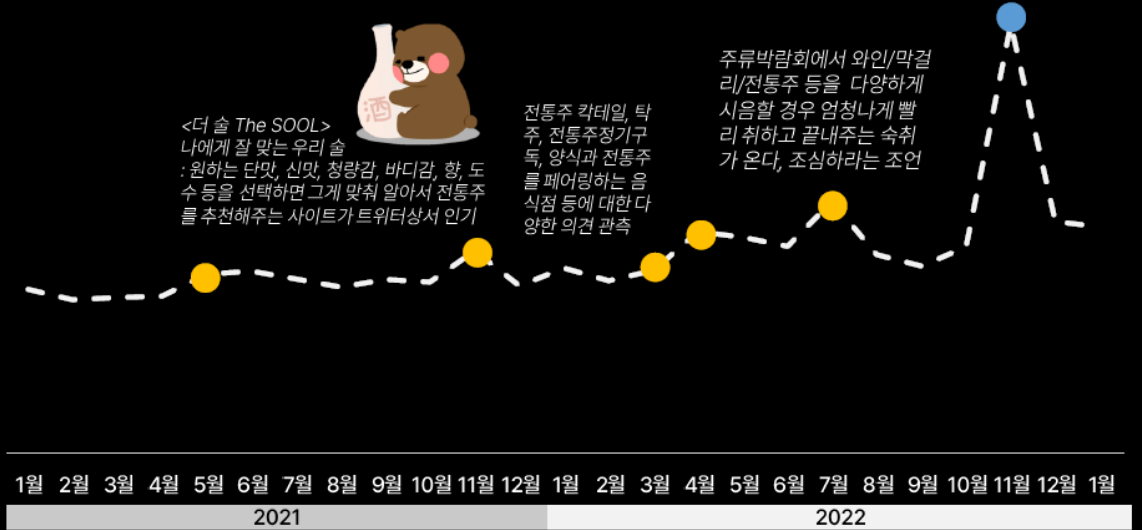 <더 술 The SOOL>
나에게 잘 맞는 우리 술
: 원하는 단맛, 신맛, 청량감, 바디감, 향, 도
수 등을 선택하면 그게 맞춰 알아서 전통주
를 추천해주는 사이트가 트위터상서 인기
酒
전통주 칵테일, 탁
주, 전통주정기구
독, 양식과 전통주
를 페어링하는 음
식점 등에 대한 다
양한 의견 관측
주류박람회에서 와인/막걸
리/전통주 등을 다양하게
시음할 경우 엄청나게 빨
리 취하고 끝내주는 숙취
가 온다, 조심하라는 조언
1월 2월 3월 4월 5월 6월 7월 8월 9월 10월 11월 12월 1월 2월 3월 4월 5월 6월 7월 8월 9월 10월 11월 12월 1월
2021 2022